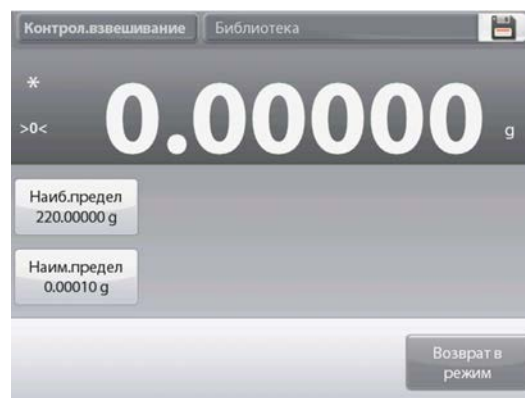 Контрол.взвешивание Библиотека
*
>0< 0.00000 g
Наиб.предел
220.00000 g
Наим.предел
0.00010 g
Возврат в
режим